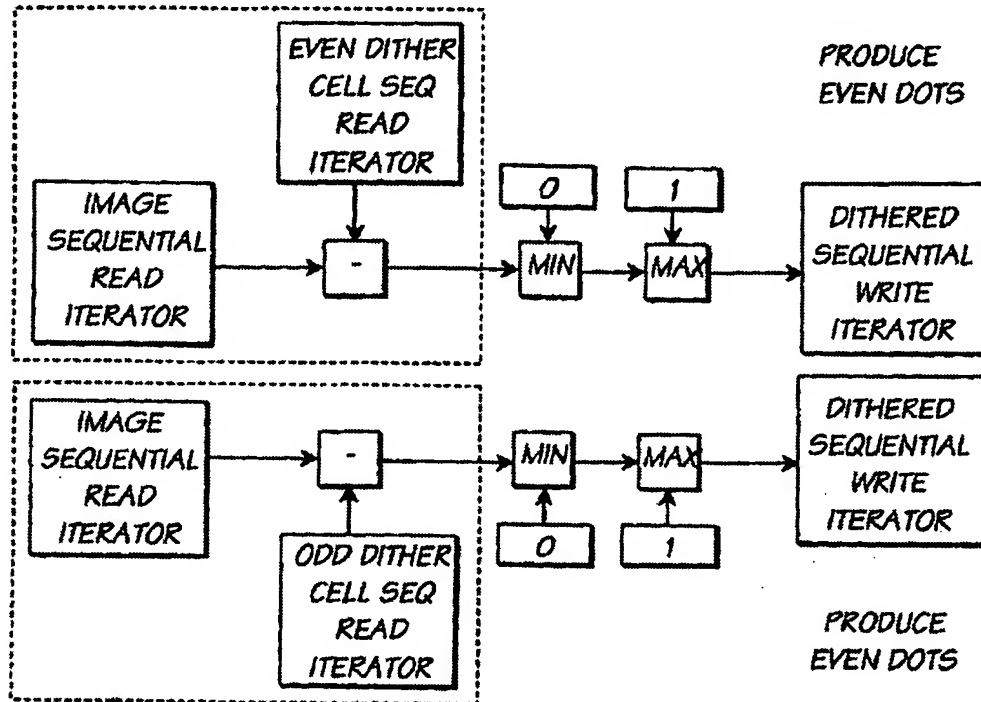 EVEN DITHER
CELL SEQ
READ
ITERATOR
PRODUCE
EVEN DOTS
IMAGE
SEQUENTIAL
READ
ITERATOR
-
0
1
MIN
MAX
DITHERED
SEQUENTIAL
WRITE
ITERATOR
IMAGE
SEQUENTIAL
READ
ITERATOR
-
MIN
MAX
0
1
DITHERED
SEQUENTIAL
WRITE
ITERATOR
ODD DITHER
CELL SEQ
READ
ITERATOR
PRODUCE
EVEN DOTS